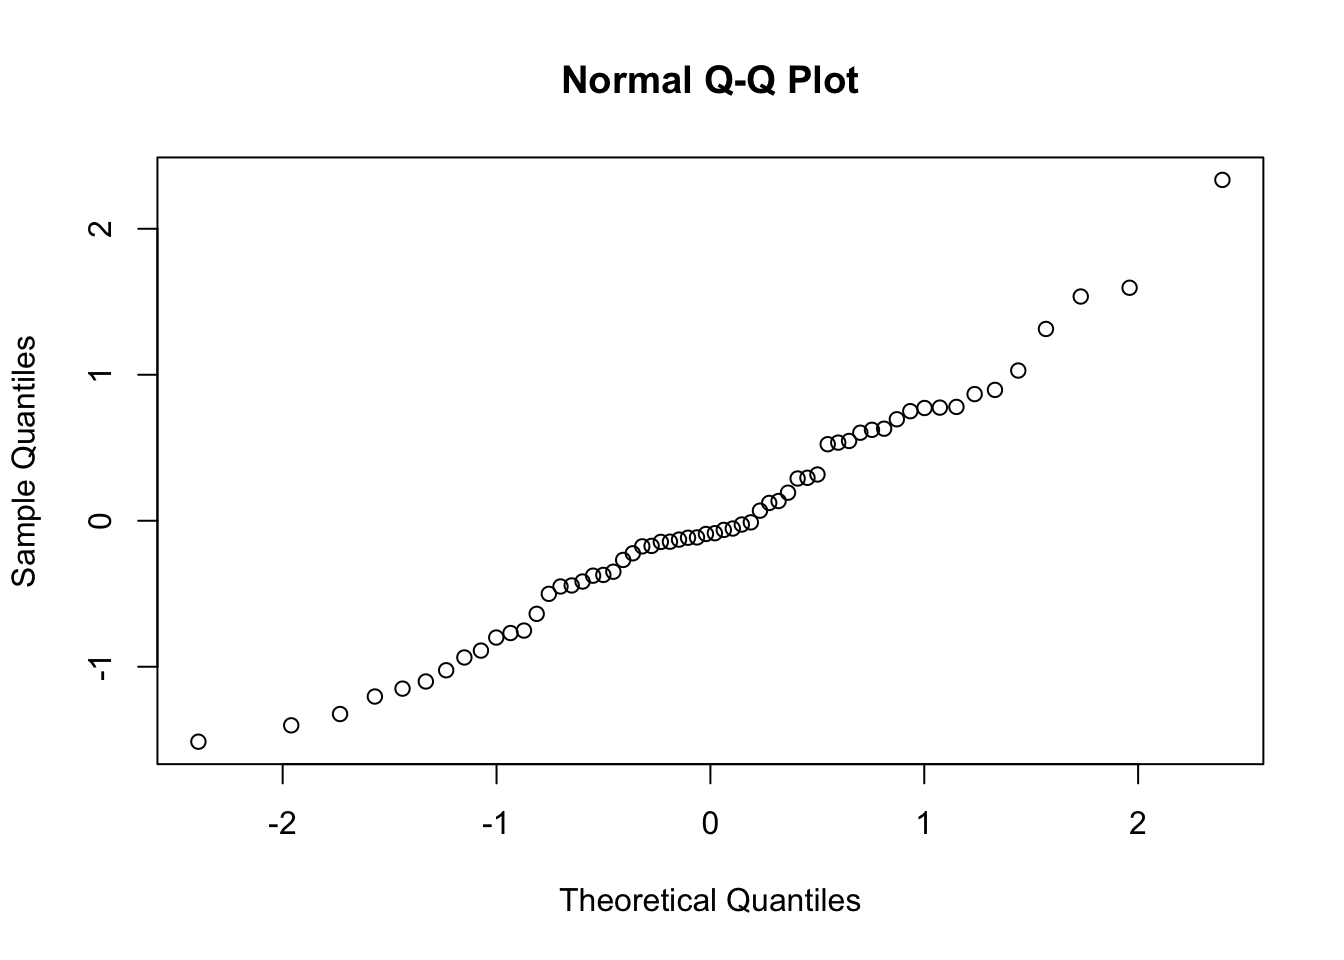 Normal Q-Q Plot
2
1
0
-1
Sample Quantiles
-2 -1 0 1 2
Theoretical Quantiles